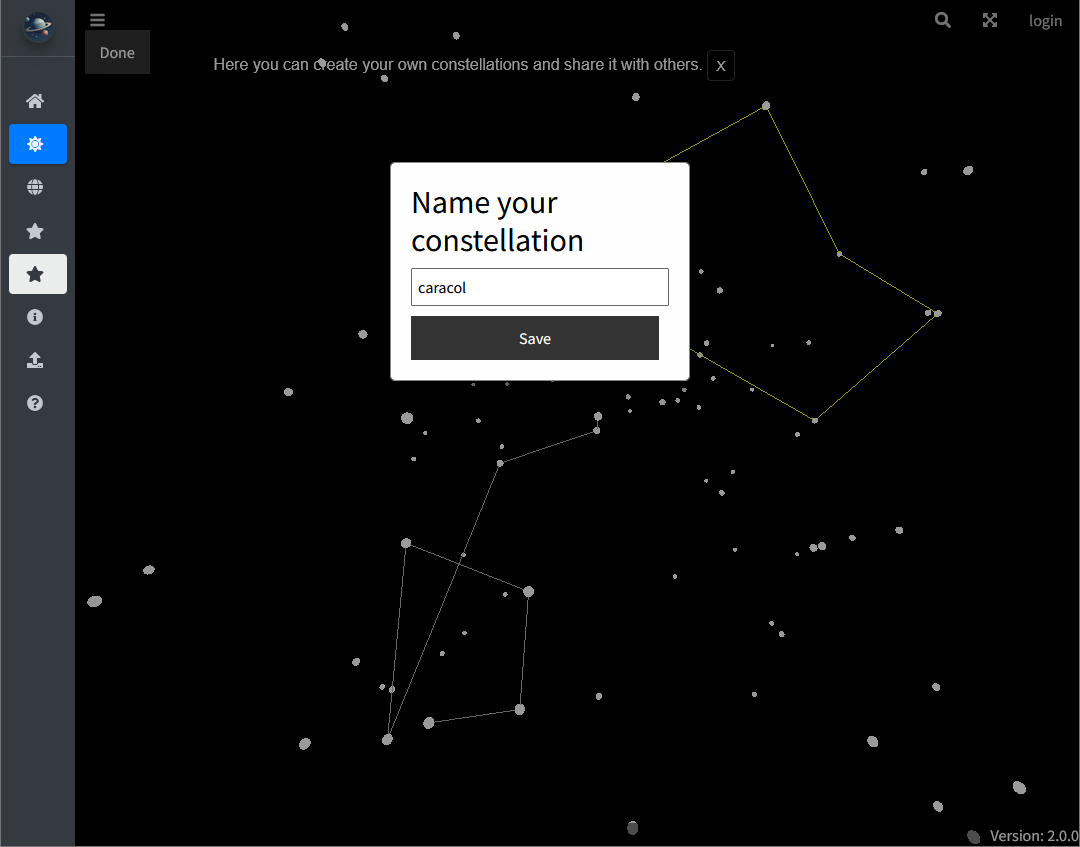 login
Done
Here you can create your own constellations and share it with others. X
Name your
constellation
caracol
Save
Version: 2.0.0